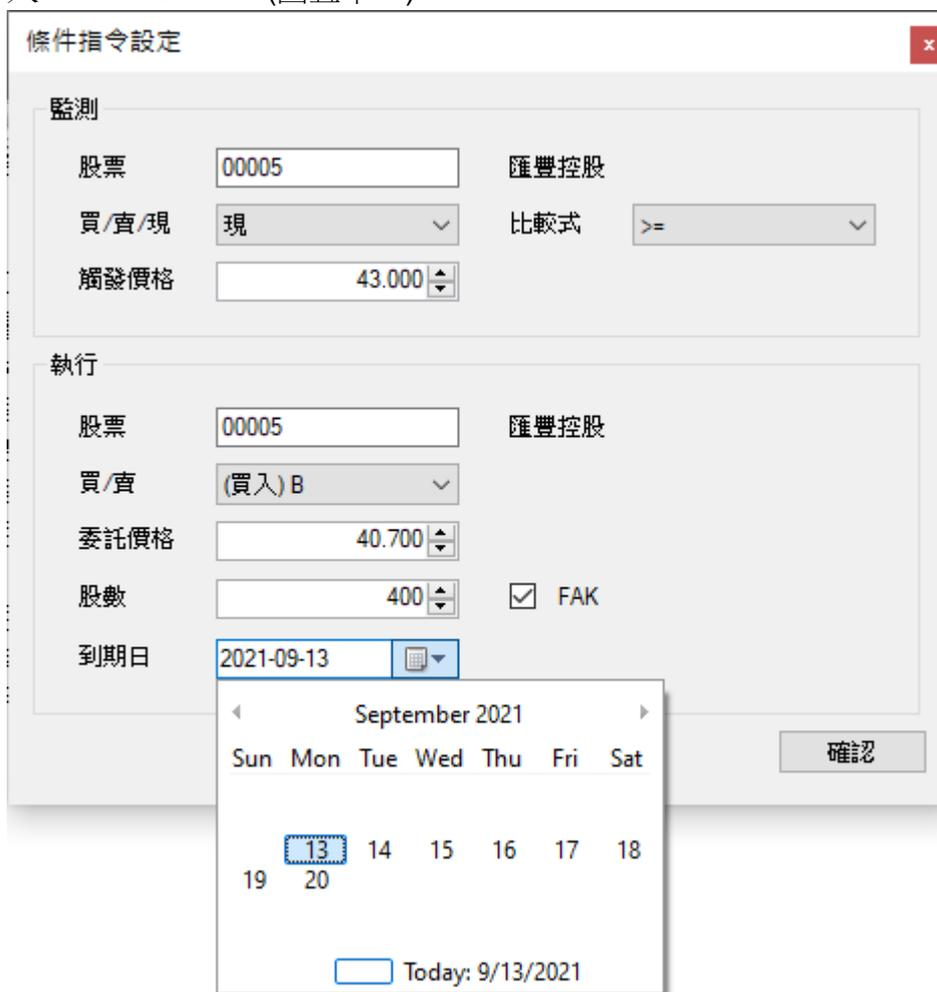 條件指令設定
x
監測
股票 00005 匯豐控股
買/賣/現 現 比較式 >=
觸發價格 43.000
執行
股票 00005 匯豐控股
買/賣 (買入) B
委託價格 40.700
股數 400 FAK
到期日 2021-09-13
September 2021
Sun Mon Tue Wed Thu Fri Sat
確認
13 14 15 16 17 18
19 20
Today: 9/13/2021